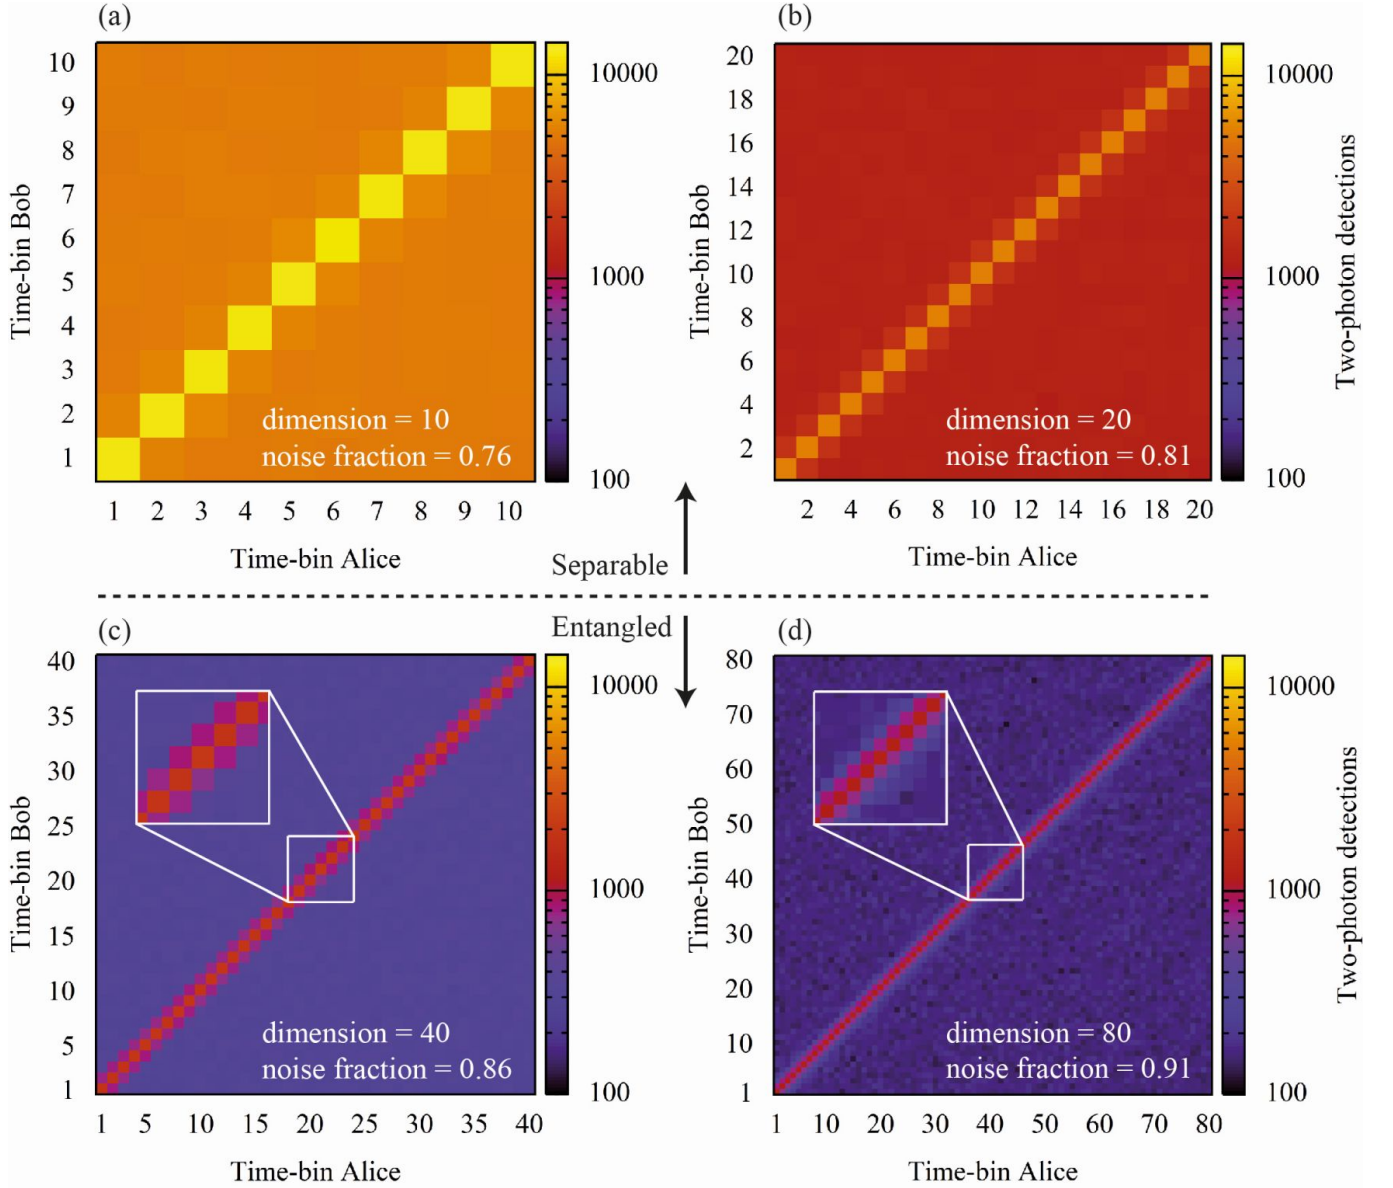 (a)
10
9
8
7
6
5
4
3
2
1
Time-bin Bob
dimension = 10
noise fraction = 0.76
1 2 3 4 5 6 7 8 9 10
Time-bin Alice
10000
1000
100
(b)
20
18
16
14
12
10
8
6
4
2
Time-bin Bob
dimension = 20
noise fraction = 0.81
2 4 6 8 10 12 14 16 18 20
Time-bin Alice
10000
1000
100
Two-photon detections
Separable
Entangled
(c)
40
35
30
25
20
15
10
5
1
Time-bin Bob
dimension = 40
noise fraction = 0.86
1 5 10 15 20 25 30 35 40
Time-bin Alice
10000
1000
100
(d)
80
70
60
50
40
30
20
10
1
Time-bin Bob
dimension = 80
noise fraction = 0.91
1 10 20 30 40 50 60 70 80
Time-bin Alice
10000
1000
100
Two-photon detections